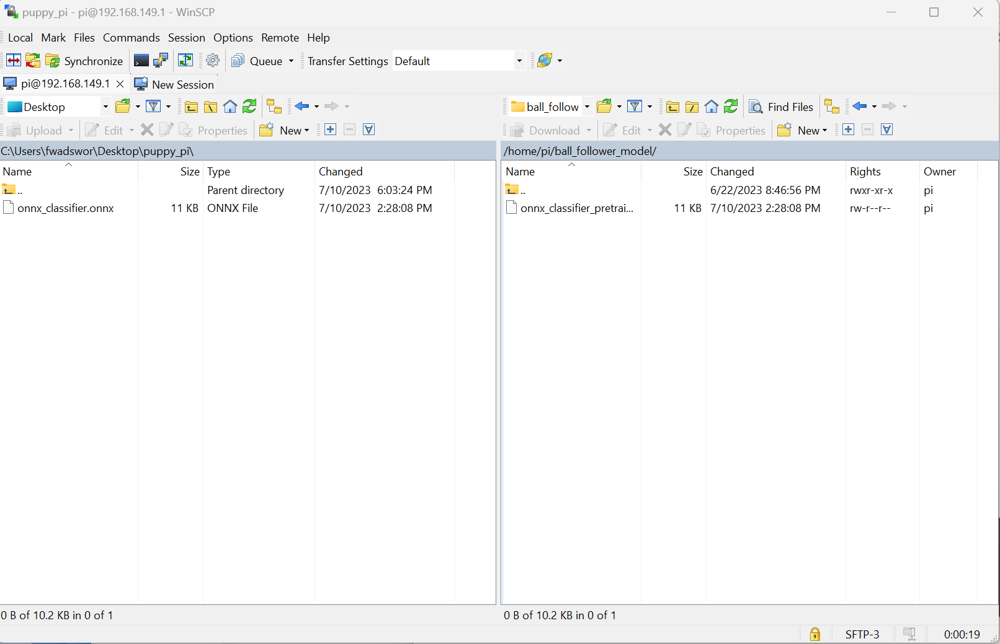 puppy_pi - pi@192.168.149.1 - WinSCP
Local Mark Files Commands Session Options Remote Help
Synchronize Queue Transfer Settings Default
pi@192.168.149.1 New Session
Desktop
Upload Edit Properties New
C:\Users\fwadswor\Desktop\puppy_pi\
Name Size Type Changed
.. Parent directory 7/10/2023 6:03:24 PM
onnx_classifier.onnx 11 KB ONNX File 7/10/2023 2:28:08 PM
0 B of 10.2 KB in 0 of 1
ball_follow Find Files
Download Edit Properties New
/home/pi/ball_follower_model/
Name Size Changed Rights Owner
.. 6/22/2023 8:46:56 PM rwxr-xr-x pi
onnx_classifier_pretrai... 11 KB 7/10/2023 2:28:08 PM rw-r--r-- pi
0 B of 10.2 KB in 0 of 1
SFTP-3 0:00:19